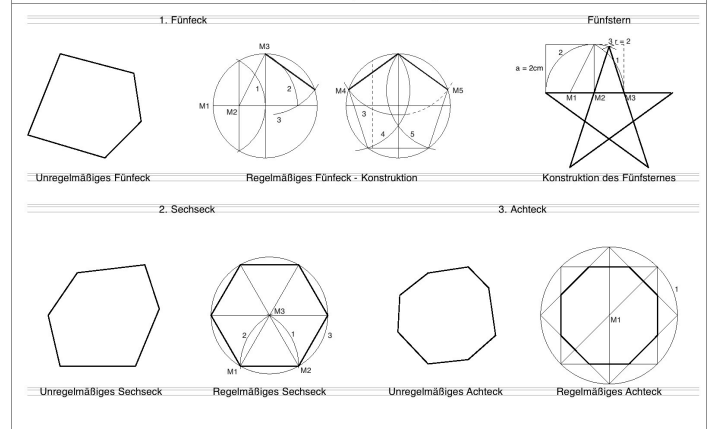 1. Fünfeck
Fünfstern
M3
1
2
M1
M2
3
M4
M5
3
4
5
3 r = 2
2
1
a = 2cm
M1
M2
M3
Unregelmäßiges Fünfeck
Regelmäßiges Fünfeck - Konstruktion
Konstruktion des Fünfsternes
2. Sechseck
3. Achteck
M3
2
1
3
M1
M2
1
M1
Unregelmäßiges Sechseck
Regelmäßiges Sechseck
Unregelmäßiges Achteck
Regelmäßiges Achteck